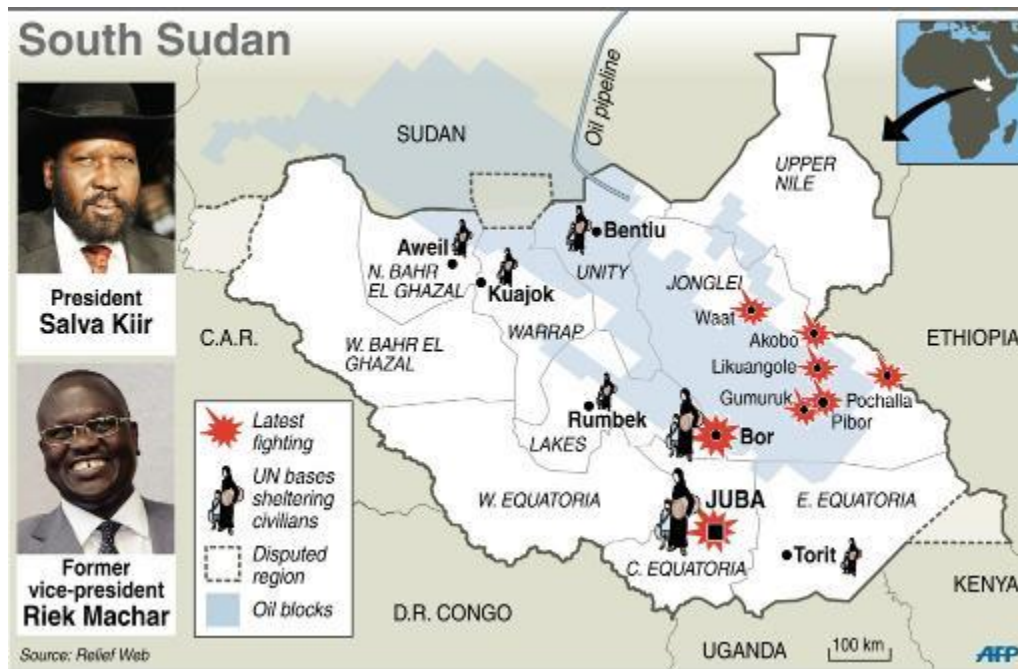 South Sudan
President
Salva Kiir
Former
vice-president
Riek Machar
Source: Relief Web
Latest
fighting
UN bases
sheltering
civilians
Disputed
region
Oil blocks
SUDAN
Oil pipeline
UPPER
NILE
Bentiu
Aweil
N. BAHR
EL GHAZAL
Kuajok
UNITY
JONGLEI
Waat
WARRAP
Akobo
C.A.R.
W. BAHR EL
GHAZAL
ETHIOPIA
Likuangole
Gumuruk
Pochalla
Pibor
Rumbek
LAKES
Bor
W. EQUATORIA
JUBA
E. EQUATORIA
Torit
C. EQUATORIA
KENYA
D.R. CONGO
UGANDA
100 km
AFP